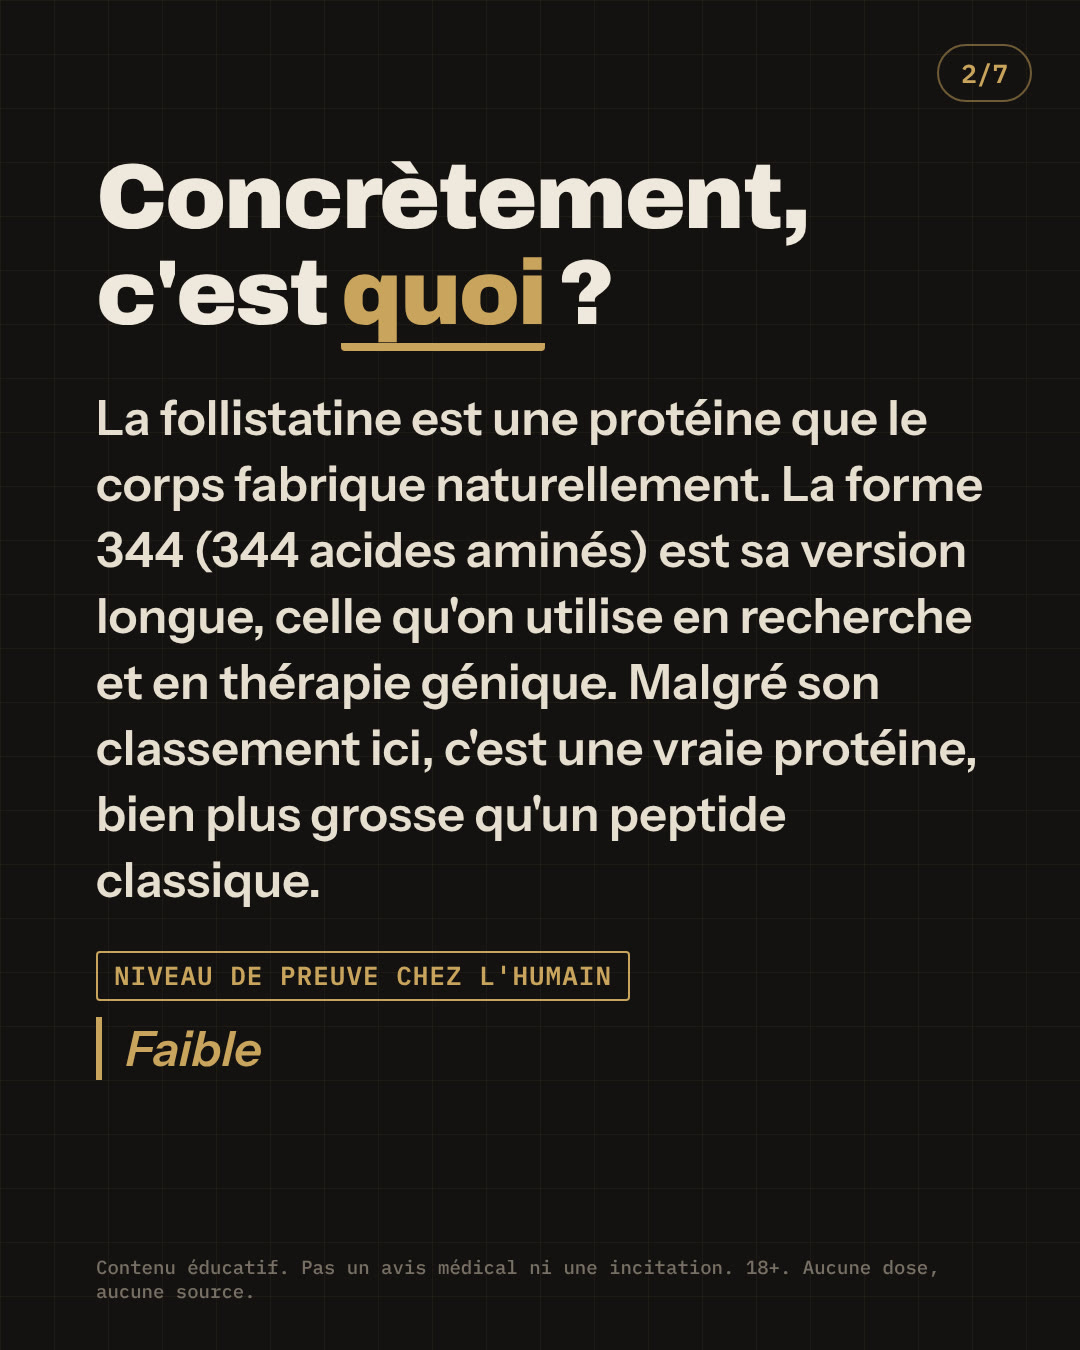 2/7
Concrètement,
c'est quoi ?
La follistatine est une protéine que le
corps fabrique naturellement. La forme
344 (344 acides aminés) est sa version
longue, celle qu'on utilise en recherche
et en thérapie génique. Malgré son
classement ici, c'est une vraie protéine,
bien plus grosse qu'un peptide
classique.
NIVEAU DE PREUVE CHEZ L'HUMAIN
Faible
Contenu éducatif. Pas un avis médical ni une incitation. 18+. Aucune dose,
aucune source.